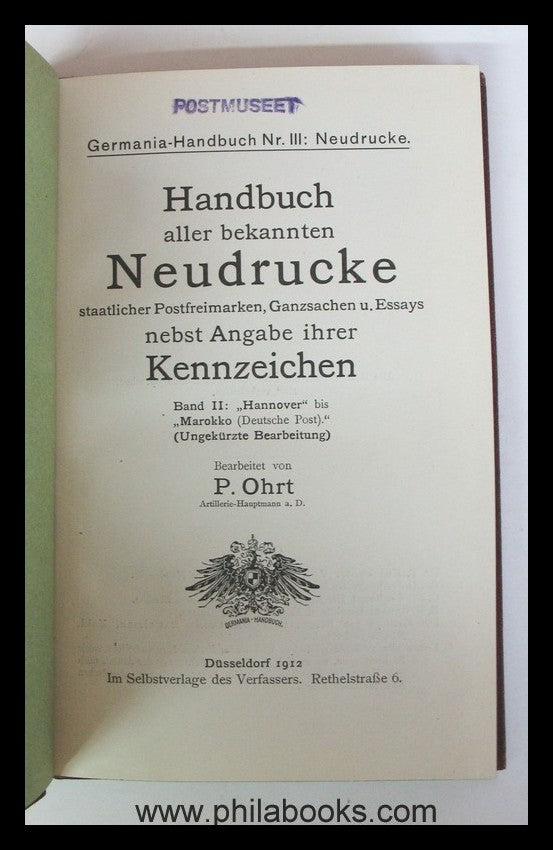 POSTMUSEET
Germania-Handbuch Nr. III: Neudrucke.
Handbuch
aller bekannten
Neudrucke
staatlicher Postfreimarken, Ganzsachen u. Essays
nebst Angabe ihrer
Kennzeichen
Band II: „Hannover“ bis
„Marokko (Deutsche Post).“
(Ungekürzte Bearbeitung)
Bearbeitet von
P. Ohrt
Artillerie-Hauptmann a. D.
GERMANIA-HANDBUCH.
Düsseldorf 1912
Im Selbstverlage des Verfassers. Rethelstraße 6.
www.philabooks.com